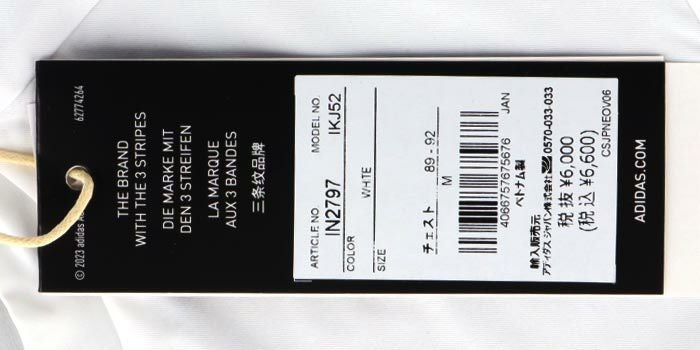 62774264
THE BRAND
WITH THE 3 STRIPES
DIE MARKE MIT
DEN 3 STREIFEN
LA MARQUE
AUX 3 BANDES
三条纹品牌
© 2023 adidas
ARTICLE NO. MODEL NO.
IN2797 IKJ52
COLOR
WHITE
SIZE
チェスト 89 - 92
M
4066757675676 JAN
ベトナム製
輸入販売元
アディダス ジャパン株式会社 0570-033-033
税 抜 ¥6,000
(税 込 ¥6,600)
CSJPNEOV06
ADIDAS.COM